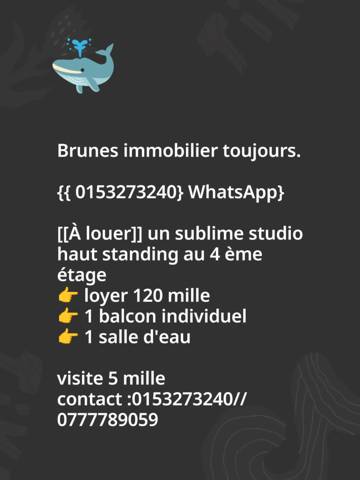 Brunes immobilier toujours.
{{ 0153273240} WhatsApp}
[[À louer]] un sublime studio
haut standing au 4 ème
étage
👉 loyer 120 mille
👉 1 balcon individuel
👉 1 salle d'eau
visite 5 mille
contact :0153273240//
0777789059